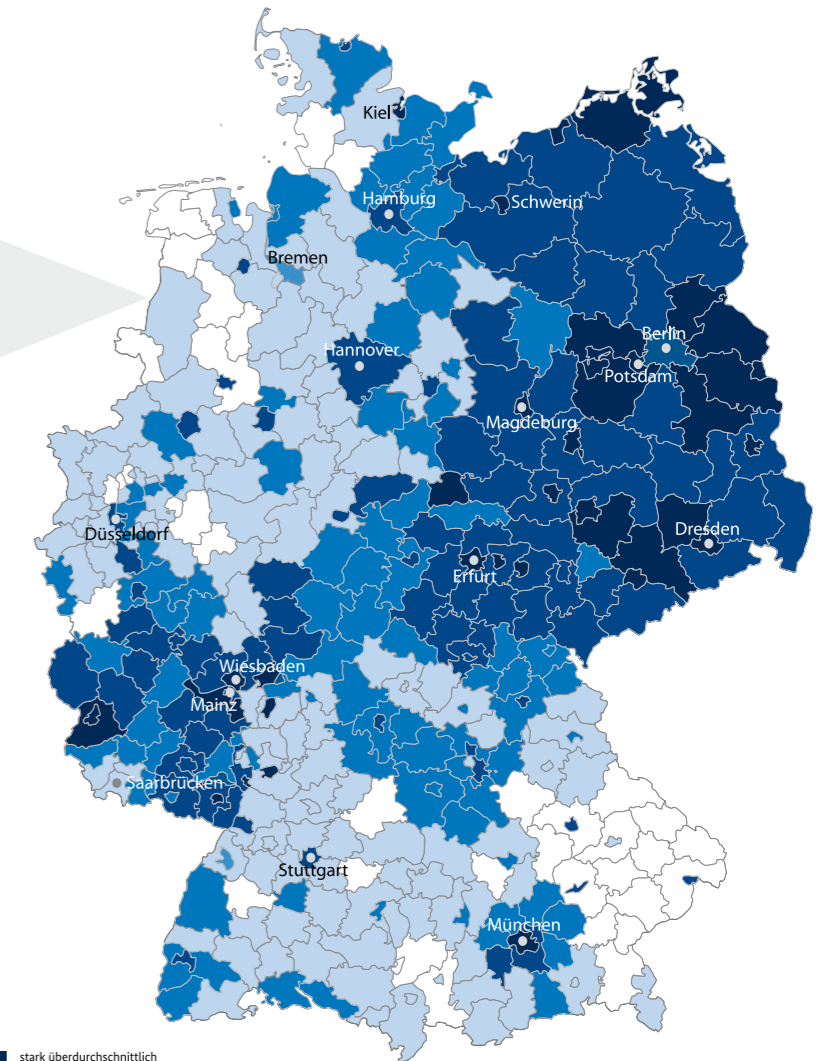 Kiel
Hamburg
Schwerin
Bremen
Berlin
Hannover
Potsdam
Magdeburg
Düsseldorf
Dresden
Erfurt
Wiesbaden
Mainz
Saarbrücken
Stuttgart
München
stark überdurchschnittlich